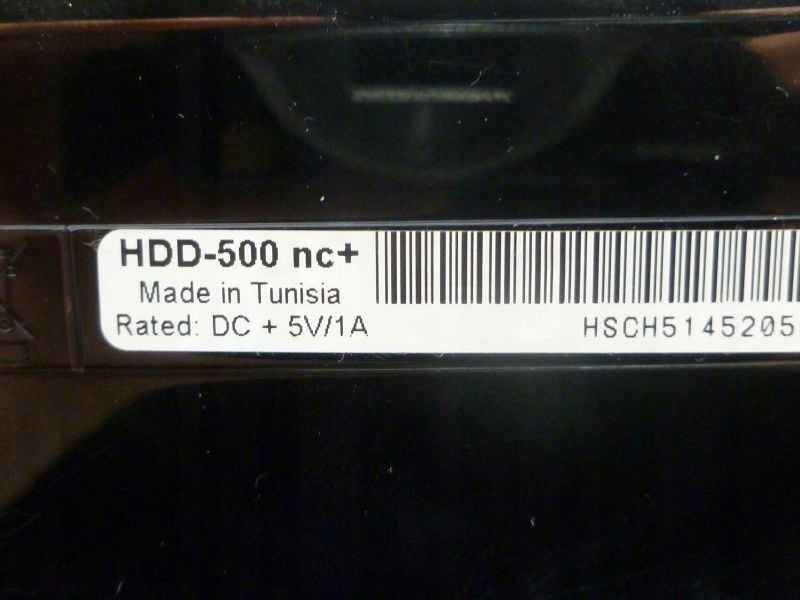 HDD-500 nc+
Made in Tunisia
Rated: DC + 5V/1A
HSCH5145205